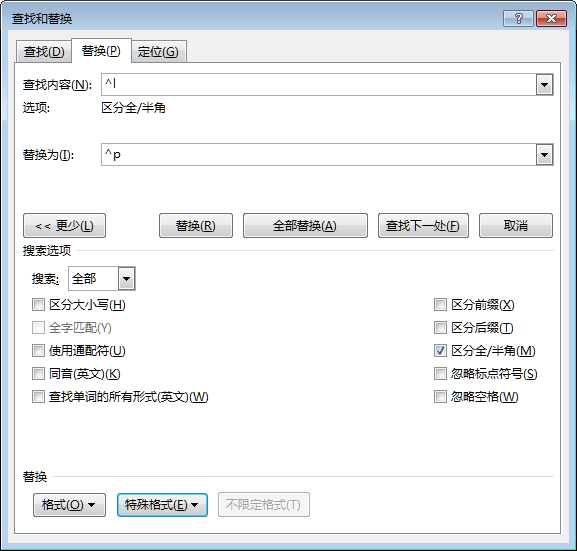 查找和替换
查找(D) 替换(P) 定位(G)
查找内容(N): ^l
选项: 区分全/半角
替换为(I): ^p
<< 更少(L) 替换(R) 全部替换(A) 查找下一处(F) 取消
搜索选项
搜索: 全部
区分大小写(H) 区分前缀(X)
全字匹配(Y) 区分后缀(T)
使用通配符(U) 区分全/半角(M)
同音(英文)(K) 忽略标点符号(S)
查找单词的所有形式(英文)(W) 忽略空格(W)
替换
格式(O) 特殊格式(E) 不限定格式(T)